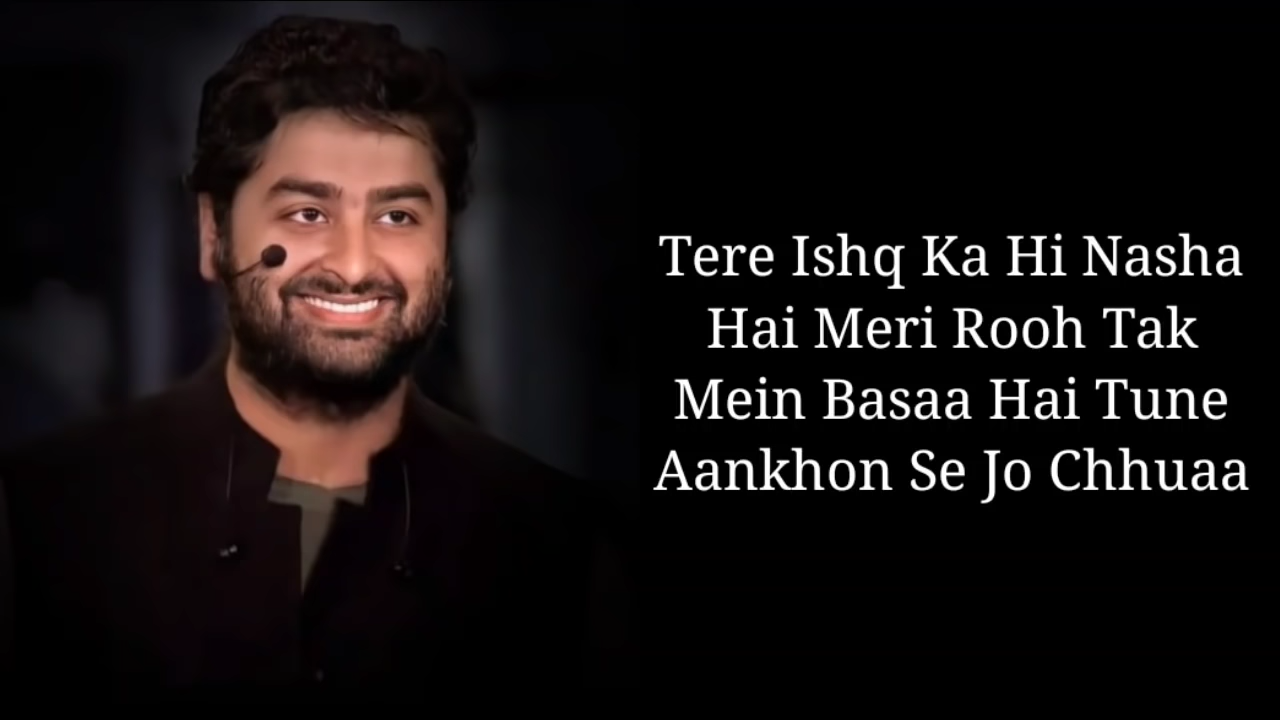 Tere Ishq Ka Hi Nasha
Hai Meri Rooh Tak
Mein Basaa Hai Tune
Aankhon Se Jo Chhuaa